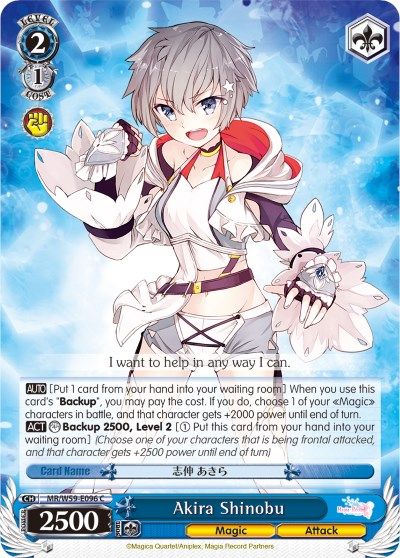 LEVEL
2
1
COST
I want to help in any way I can.
AUTO [Put 1 card from your hand into your waiting room] When you use this
card's "Backup", you may pay the cost. If you do, choose 1 of your «Magic»
characters in battle, and that character gets +2000 power until end of turn.
ACT Backup 2500, Level 2 [① Put this card from your hand into your
waiting room] (Choose one of your characters that is being frontal attacked,
and that character gets +2500 power until end of turn)
Card Name 志伸 あきら
CH MR/W59-E096 C
POWER 2500
Akira Shinobu
Magic Attack
©Magica Quartet/Aniplex, Magia Record Partners